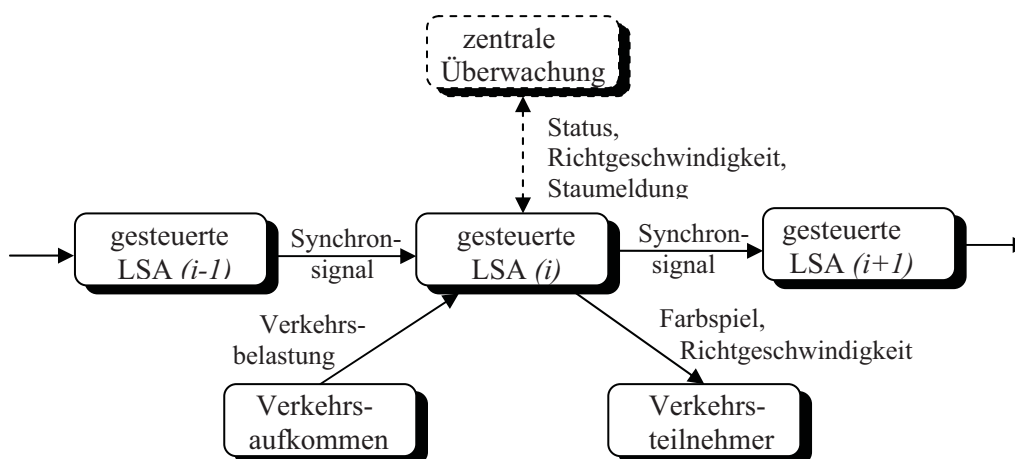 zentrale
Überwachung
Status,
Richtgeschwindigkeit,
Staumeldung
gesteuerte
LSA (i-1)
Synchron-
signal
gesteuerte
LSA (i)
Synchron-
signal
gesteuerte
LSA (i+1)
Verkehrs-
belastung
Farbspiel,
Richtgeschwindigkeit
Verkehrs-
aufkommen
Verkehrs-
teilnehmer